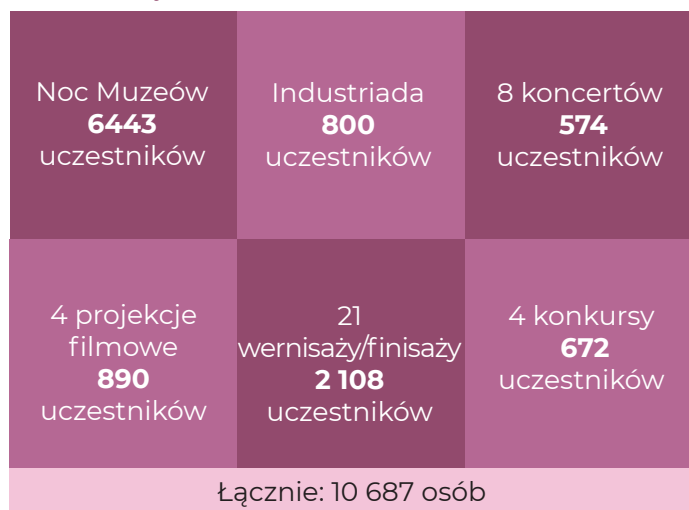 Noc Muzeów
6443
uczestników
Industriada
800
uczestników
8 koncertów
574
uczestników
4 projekcje
filmowe
890
uczestników
21
wernisaży/finisaży
2 108
uczestników
4 konkursy
672
uczestników
Łącznie: 10 687 osób